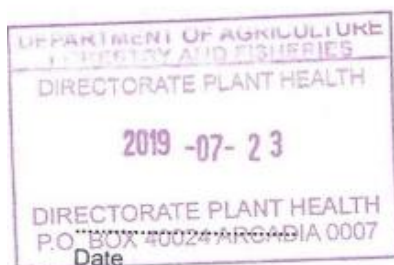 DEPARTMENT OF AGRICULTURE
FORESTRY AND FISHERIES
DIRECTORATE PLANT HEALTH
2019 -07- 23
DIRECTORATE PLANT HEALTH
P.O. BOX 40024 ARCADIA 0007
Date